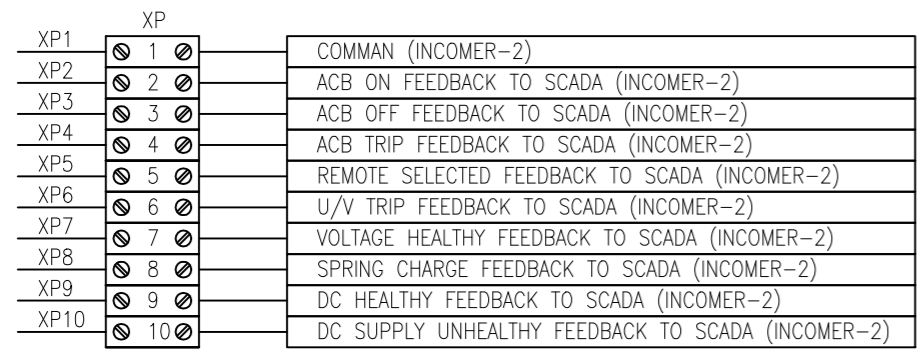 XP
XP1 1 COMMAN (INCOMER-2)
XP2 2 ACB ON FEEDBACK TO SCADA (INCOMER-2)
XP3 3 ACB OFF FEEDBACK TO SCADA (INCOMER-2)
XP4 4 ACB TRIP FEEDBACK TO SCADA (INCOMER-2)
XP5 5 REMOTE SELECTED FEEDBACK TO SCADA (INCOMER-2)
XP6 6 U/V TRIP FEEDBACK TO SCADA (INCOMER-2)
XP7 7 VOLTAGE HEALTHY FEEDBACK TO SCADA (INCOMER-2)
XP8 8 SPRING CHARGE FEEDBACK TO SCADA (INCOMER-2)
XP9 9 DC HEALTHY FEEDBACK TO SCADA (INCOMER-2)
XP10 10 DC SUPPLY UNHEALTHY FEEDBACK TO SCADA (INCOMER-2)